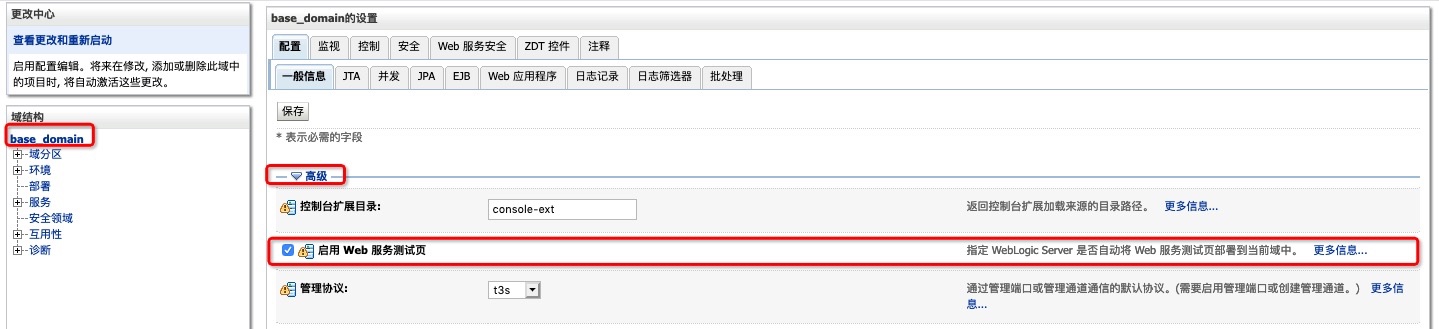 更改中心
查看更改和重新启动
启用配置编辑。将来在修改, 添加或删除此域中
的项目时, 将自动激活这些更改。
域结构
base_domain
域分区
环境
部署
服务
安全领域
互用性
诊断
base_domain的设置
配置 监视 控制 安全 Web 服务安全 ZDT 控件 注释
一般信息 JTA 并发 JPA EJB Web 应用程序 日志记录 日志筛选器 批处理
保存
* 表示必需的字段
高级
控制台扩展目录: console-ext 返回控制台扩展加载来源的目录路径。 更多信息...
启用 Web 服务测试页 指定 WebLogic Server 是否自动将 Web 服务测试页部署到当前域中。 更多信息...
管理协议: t3s 通过管理端口或管理通道通信的默认协议。(需要启用管理端口或创建管理通道。) 更多信
息...